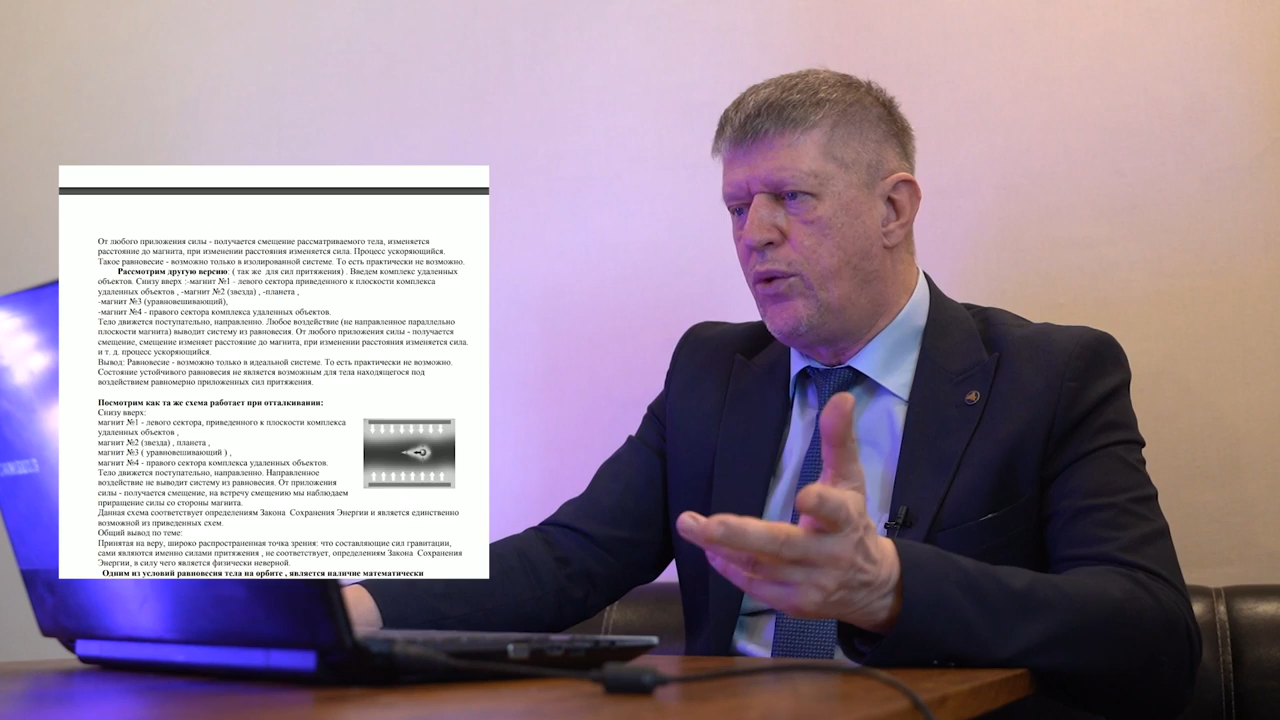 От любого приложения силы - получается смещение рассматриваемого тела, изменяется
расстояние до магнита, при изменении расстояния изменяется сила. Процесс ускоряющийся.
Такое равновесие - возможно только в изолированной системе. То есть практически не возможно.
Рассмотрим другую версию: ( так же для сил притяжения) . Введем комплекс удаленных
объектов. Снизу вверх :-магнит №1 - левого сектора приведенного к плоскости комплекса
удаленных объектов , -магнит №2 (звезда) , -планета ,
-магнит №3 (уравновешивающий),
-магнит №4 - правого сектора комплекса удаленных объектов.
Тело движется поступательно, направленно. Любое воздействие (не направленное параллельно
плоскости магнита) выводит систему из равновесия. От любого приложения силы - получается
смещение, смещение изменяет расстояние до магнита, при изменении расстояния изменяется сила.
и т. д. процесс ускоряющийся.
Вывод: Равновесие - возможно только в идеальной системе. То есть практически не возможно.
Состояние устойчивого равновесия не является возможным для тела находящегося под
воздействием равномерно приложенных сил притяжения.
Посмотрим как та же схема работает при отталкивании:
Снизу вверх:
магнит №1 - левого сектора, приведенного к плоскости комплекса
удаленных объектов ,
магнит №2 (звезда) , планета ,
магнит №3 ( уравновешивающий ) ,
магнит №4 - правого сектора комплекса удаленных объектов.
Тело движется поступательно, направленно. Направленное
воздействие не выводит систему из равновесия. От приложения
силы - получается смещение, на встречу смещению мы наблюдаем
приращение силы со стороны магнита.
Данная схема соответствует определениям Закона Сохранения Энергии и является единственно
возможной из приведенных схем.
Общий вывод по теме:
Принятая на веру, широко распространенная точка зрения: что составляющие сил гравитации,
сами являются именно силами притяжения , не соответствует, определениям Закона Сохранения
Энергии, в силу чего является физически неверной.
Одним из условий равновесия тела на орбите , является наличие математически